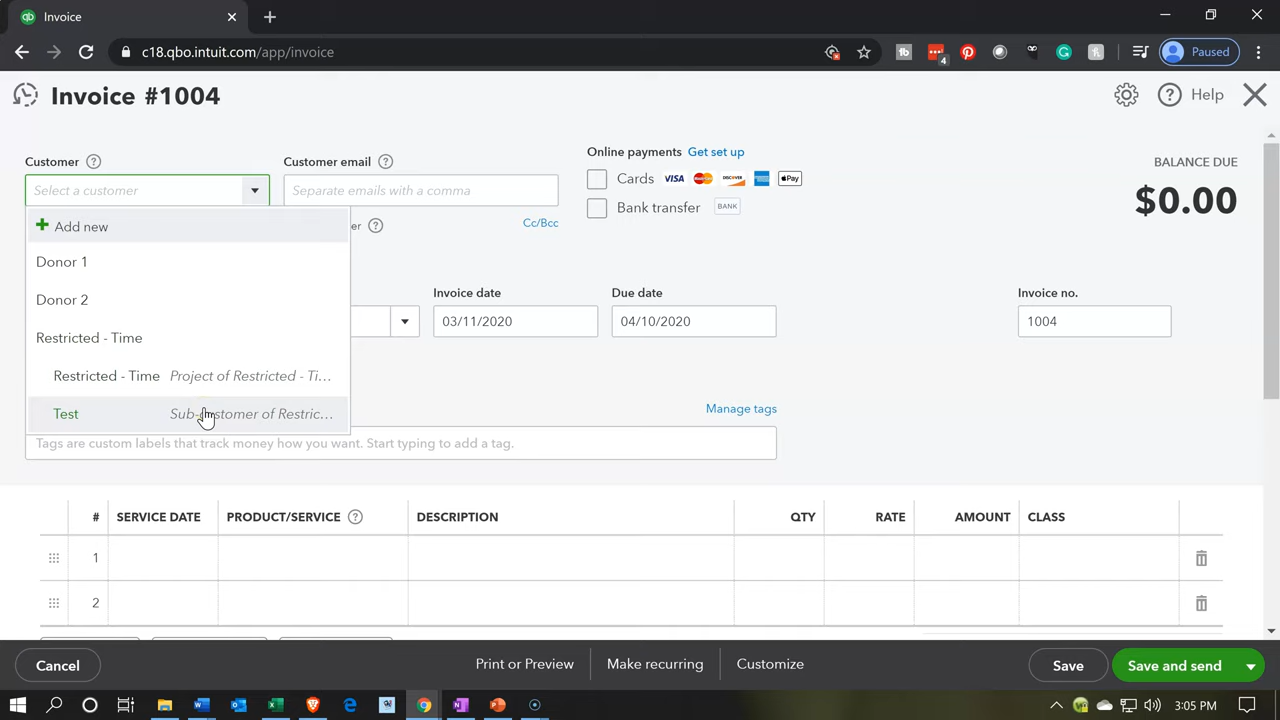 Invoice
c18.qbo.intuit.com/app/invoice
4
Paused
Invoice #1004
Help
Customer
Customer email
Online payments Get set up
BALANCE DUE
Select a customer
Separate emails with a comma
Cards VISA DISCOVER Pay
$0.00
Add new
er
Cc/Bcc
Bank transfer BANK
Donor 1
Donor 2
Invoice date
Due date
Invoice no.
03/11/2020
04/10/2020
1004
Restricted - Time
Restricted - Time Project of Restricted - Ti...
Test Sub-customer of Restric...
Manage tags
Tags are custom labels that track money how you want. Start typing to add a tag.
# SERVICE DATE PRODUCT/SERVICE DESCRIPTION QTY RATE AMOUNT CLASS
1
2
Cancel
Print or Preview
Make recurring
Customize
Save
Save and send
3:05 PM